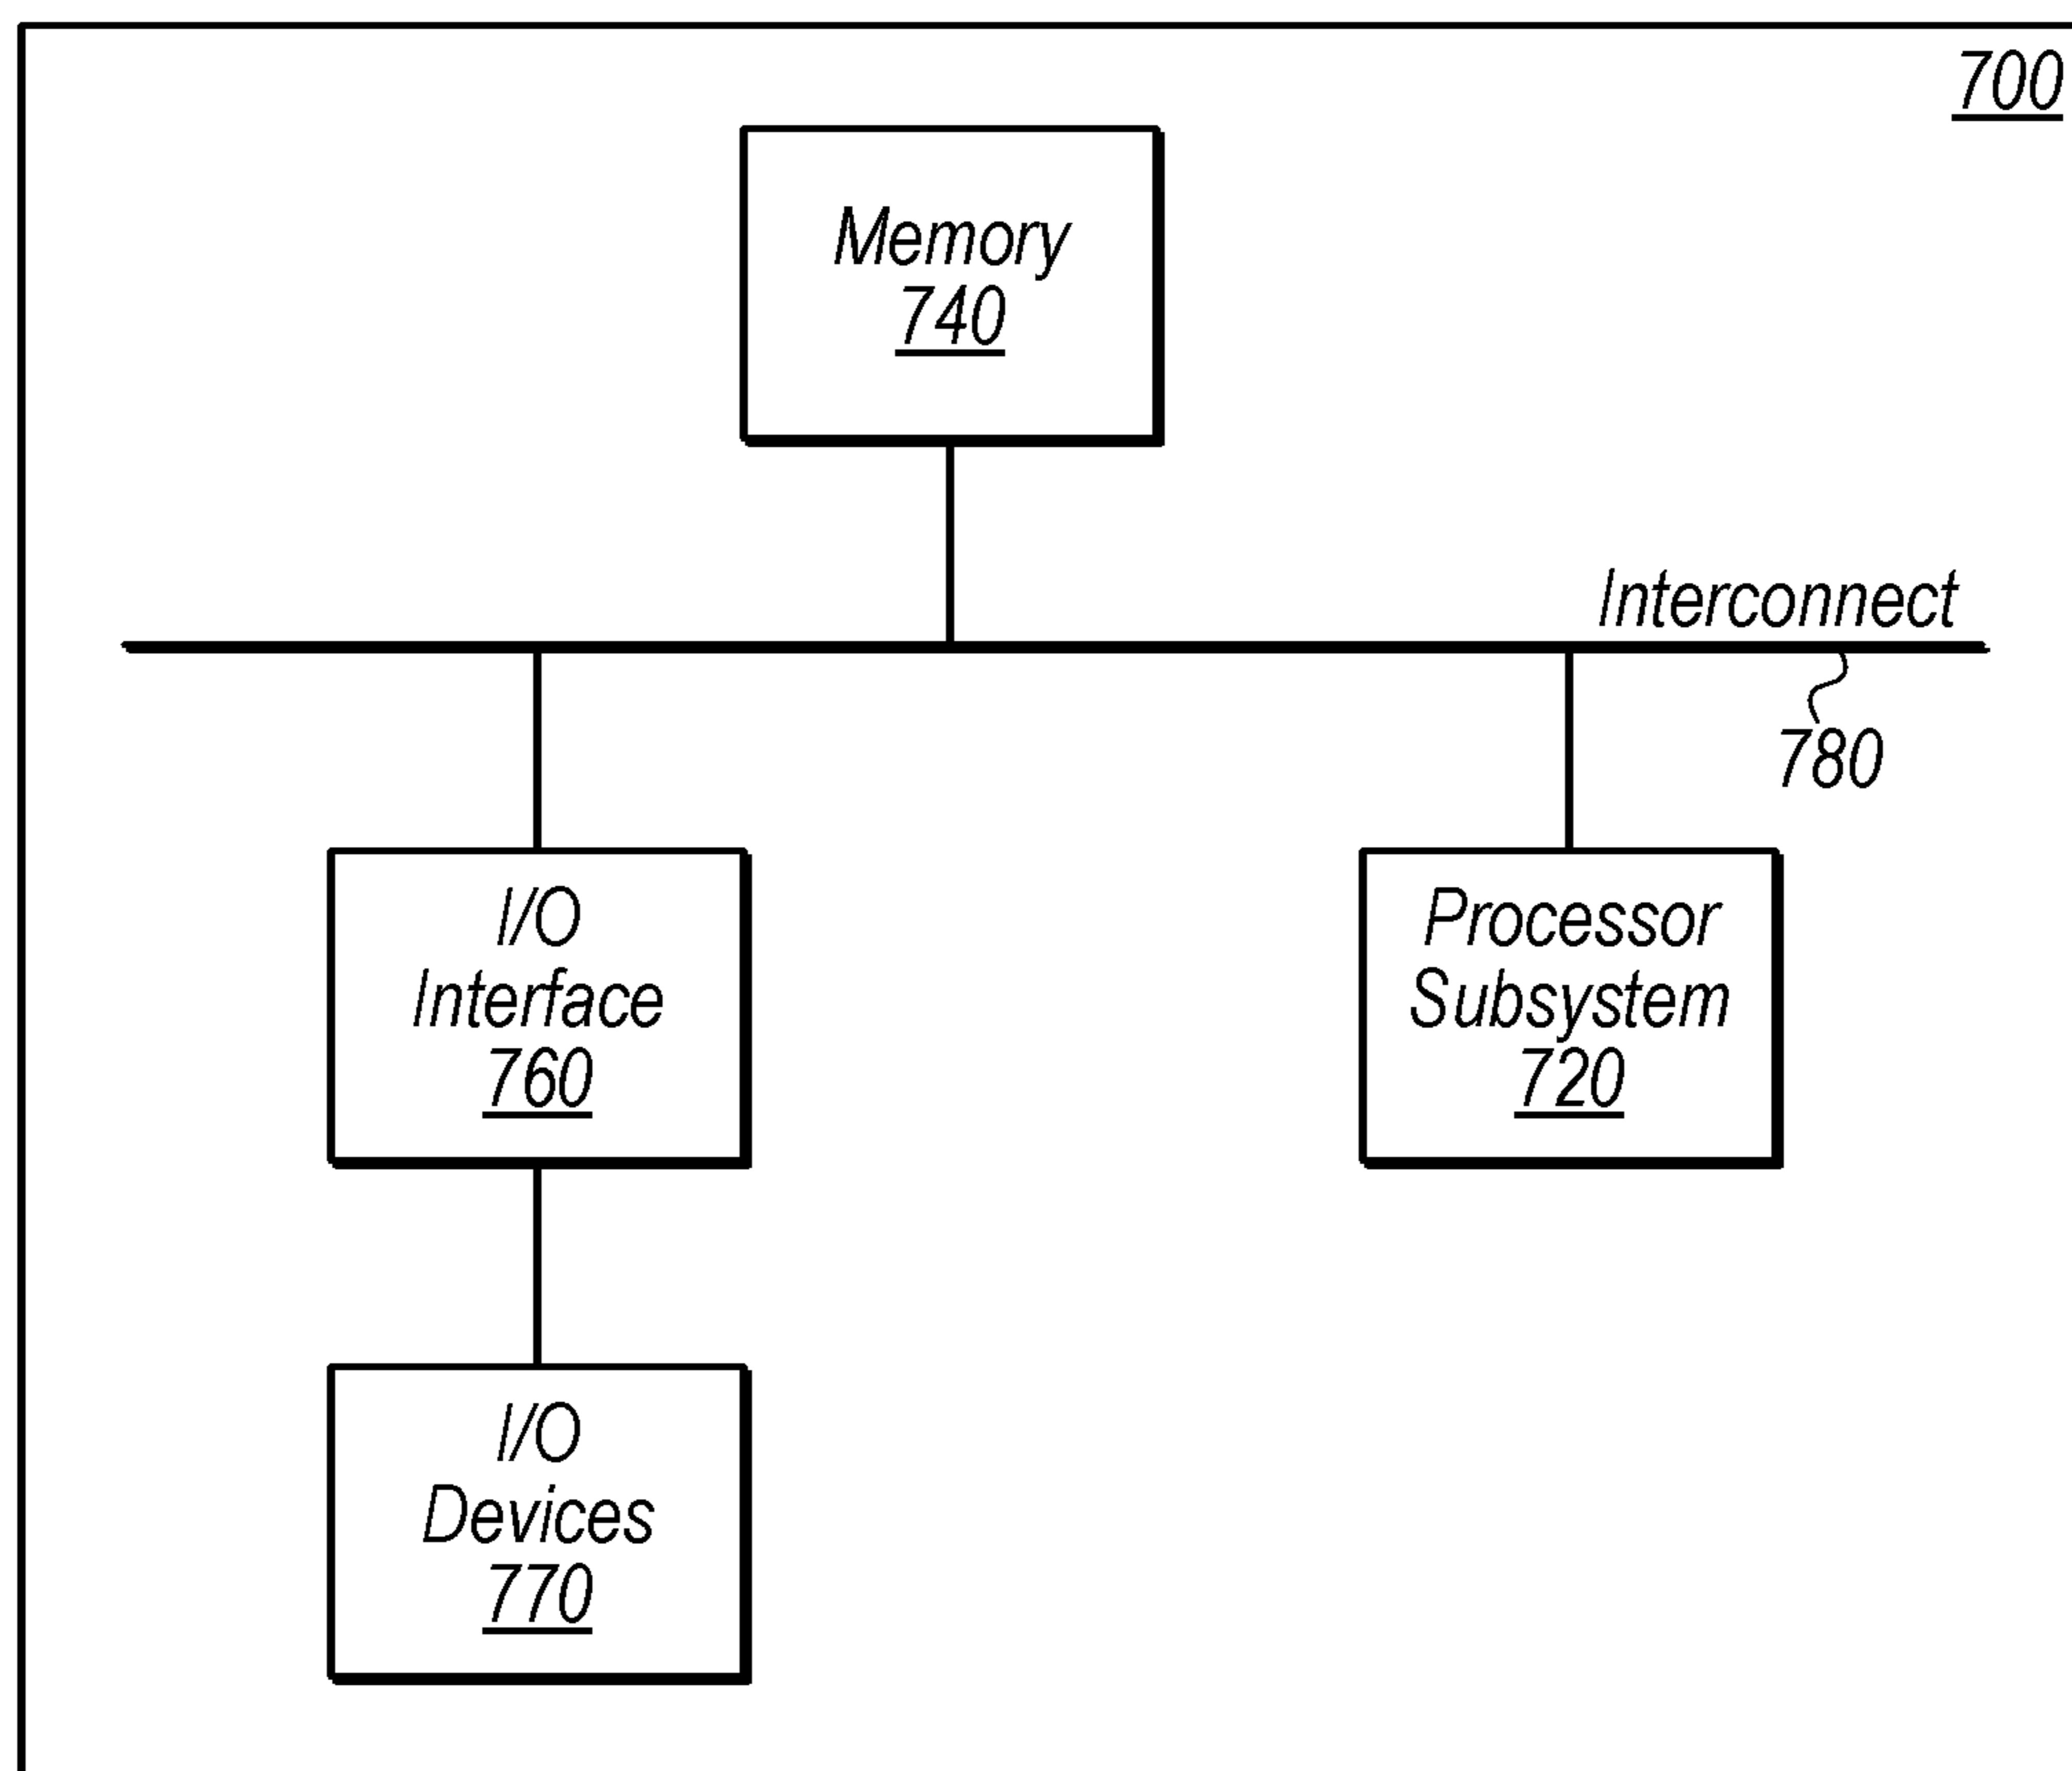 700
Memory
740
Interconnect
780
I/O
Interface
760
Processor
Subsystem
720
I/O
Devices
770